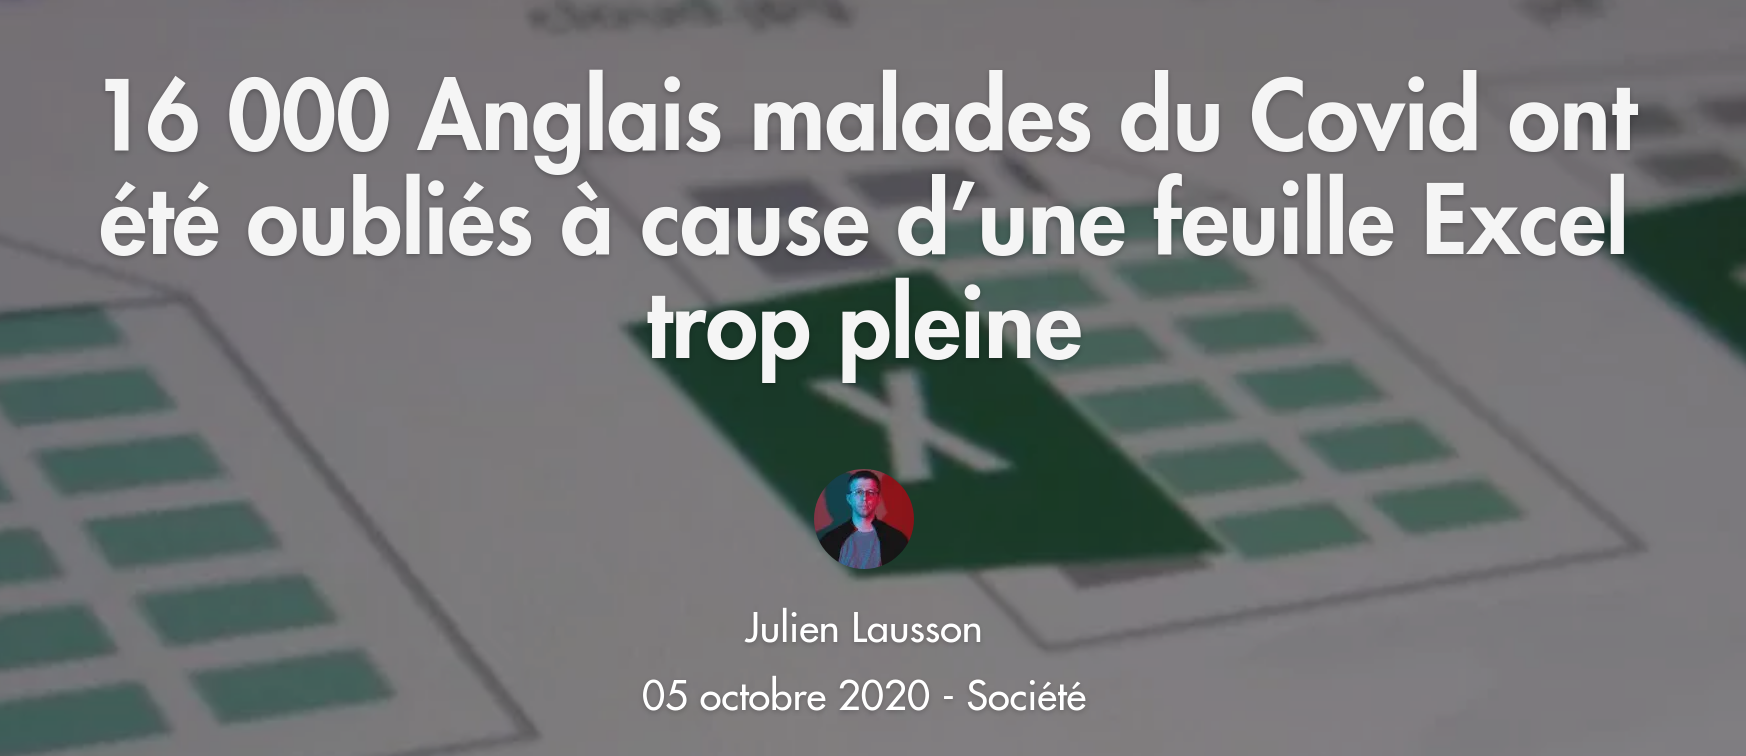 16 000 Anglais malades du Covid ont
été oubliés à cause d’une feuille Excel
trop pleine
X
Julien Lausson
05 octobre 2020 - Société